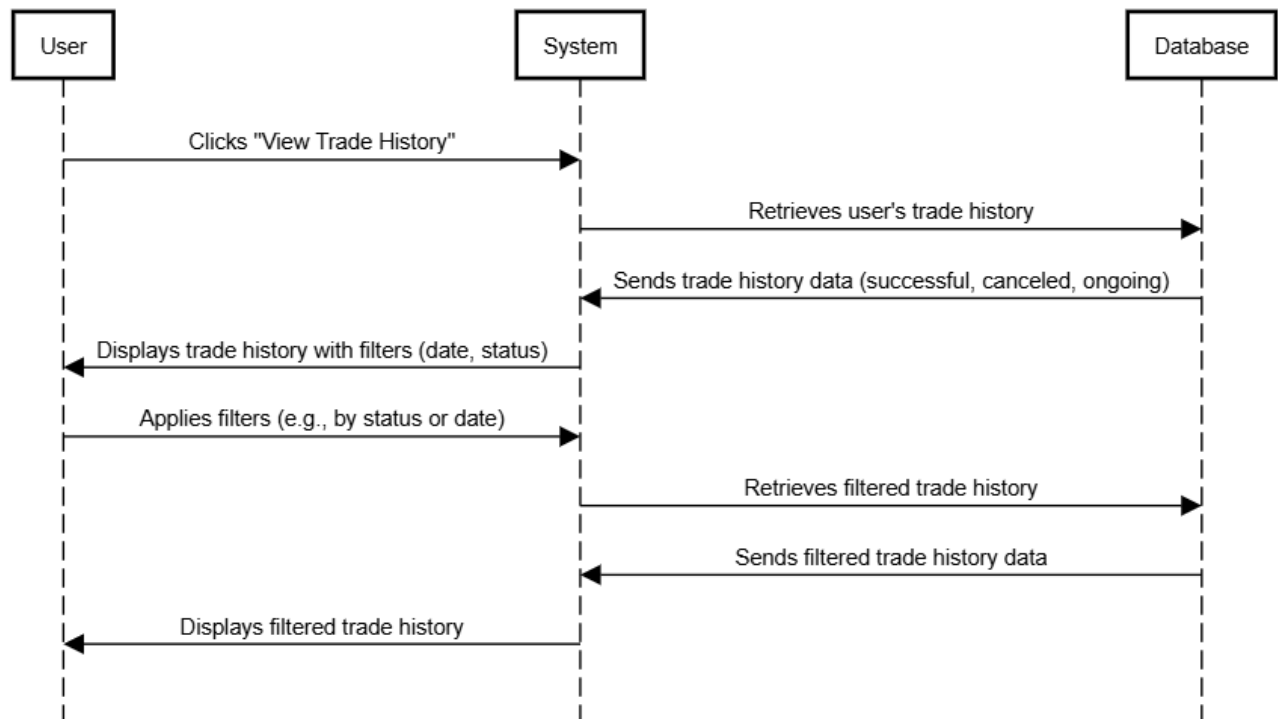 User
System
Database
Clicks "View Trade History"
Retrieves user's trade history
Sends trade history data (successful, canceled, ongoing)
Displays trade history with filters (date, status)
Applies filters (e.g., by status or date)
Retrieves filtered trade history
Sends filtered trade history data
Displays filtered trade history